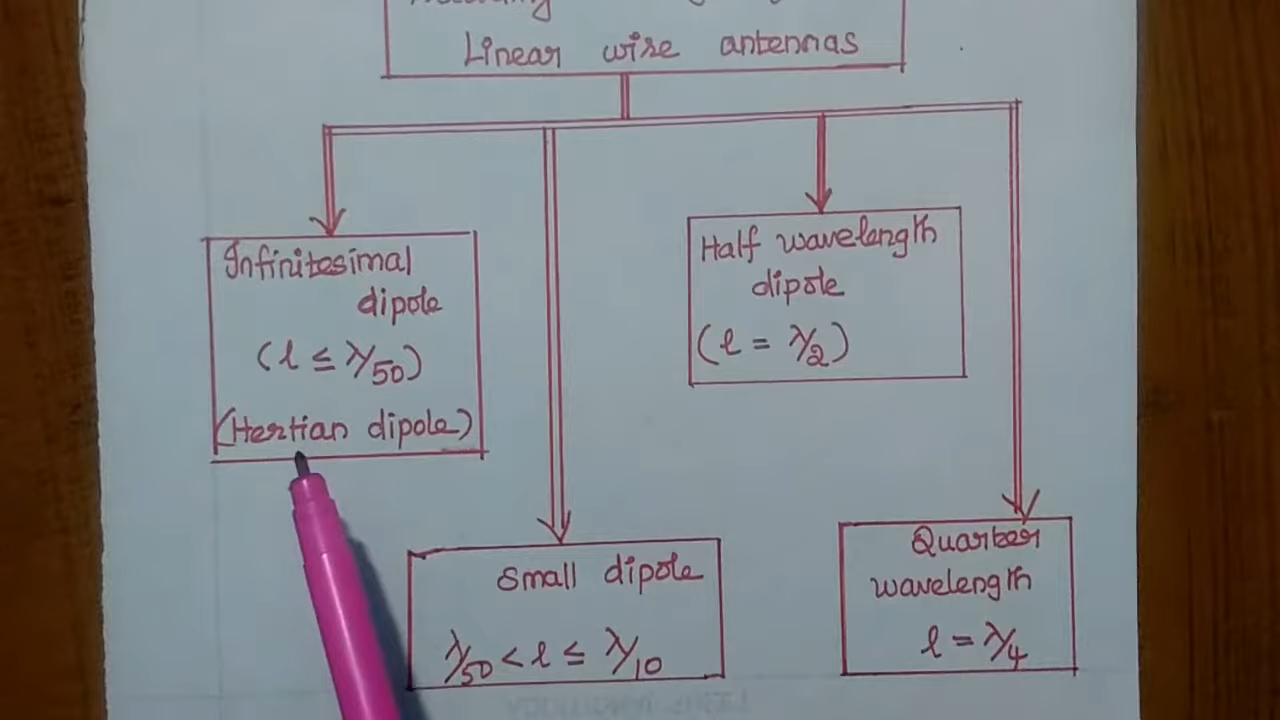 Linear wire antennas
Infinitesimal
dipole
(l ≤ λ/50)
(Hertian dipole)
Half wavelength
dipole
(l = λ/2)
Small dipole
λ/50 < l ≤ λ/10
Quarter
wavelength
l = λ/4